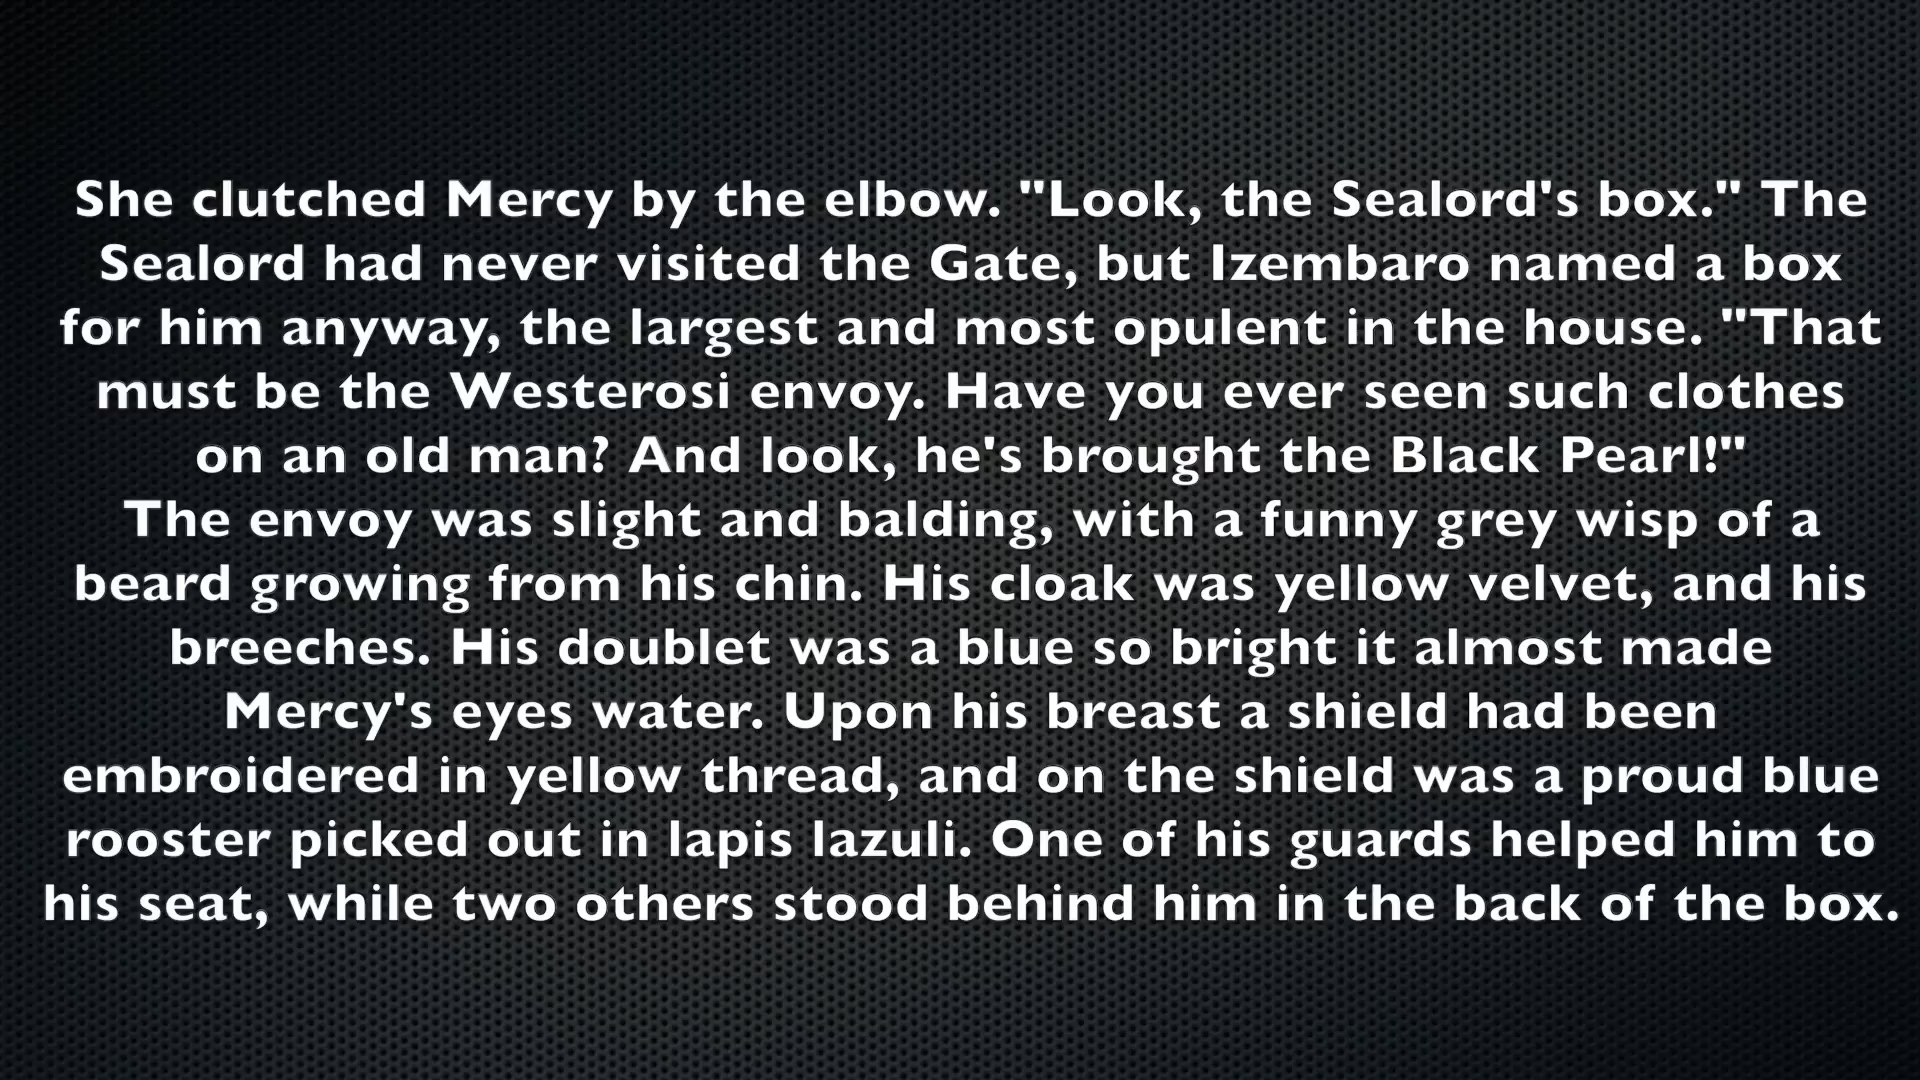 She clutched Mercy by the elbow. "Look, the Sealord's box." The
Sealord had never visited the Gate, but Izembaro named a box
for him anyway, the largest and most opulent in the house. "That
must be the Westerosi envoy. Have you ever seen such clothes
on an old man? And look, he's brought the Black Pearl!"
The envoy was slight and balding, with a funny grey wisp of a
beard growing from his chin. His cloak was yellow velvet, and his
breeches. His doublet was a blue so bright it almost made
Mercy's eyes water. Upon his breast a shield had been
embroidered in yellow thread, and on the shield was a proud blue
rooster picked out in lapis lazuli. One of his guards helped him to
his seat, while two others stood behind him in the back of the box.